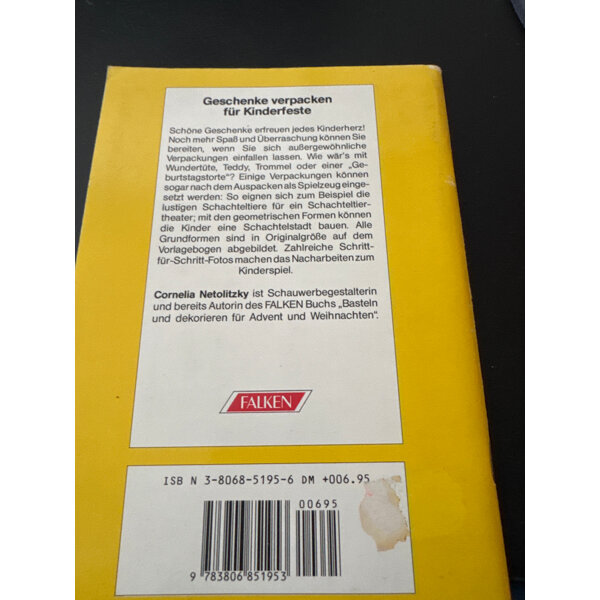 Geschenke verpacken
für Kinderfeste
Schöne Geschenke erfreuen jedes Kinderherz!
Noch mehr Spaß und Überraschung können Sie
bereiten, wenn Sie sich außergewöhnliche
Verpackungen einfallen lassen. Wie wär's mit
Wundertüte, Teddy, Trommel oder einer „Ge-
burtstagstorte“? Einige Verpackungen können
sogar nach dem Auspacken als Spielzeug einge-
setzt werden: So eignen sich zum Beispiel die
lustigen Schachteltiere für ein Schachteltier-
theater; mit den geometrischen Formen können
die Kinder eine Schachtelstadt bauen. Alle
Grundformen sind in Originalgröße auf dem
Vorlagebogen abgebildet. Zahlreiche Schritt-
für-Schritt-Fotos machen das Nacharbeiten zum
Kinderspiel.
Cornelia Netolitzky ist Schauwerbegestalterin
und bereits Autorin des FALKEN Buchs „Basteln
und dekorieren für Advent und Weihnachten“.
FALKEN
ISB N 3-8068-5195-6 DM +006.95
00695
9 783806 851953